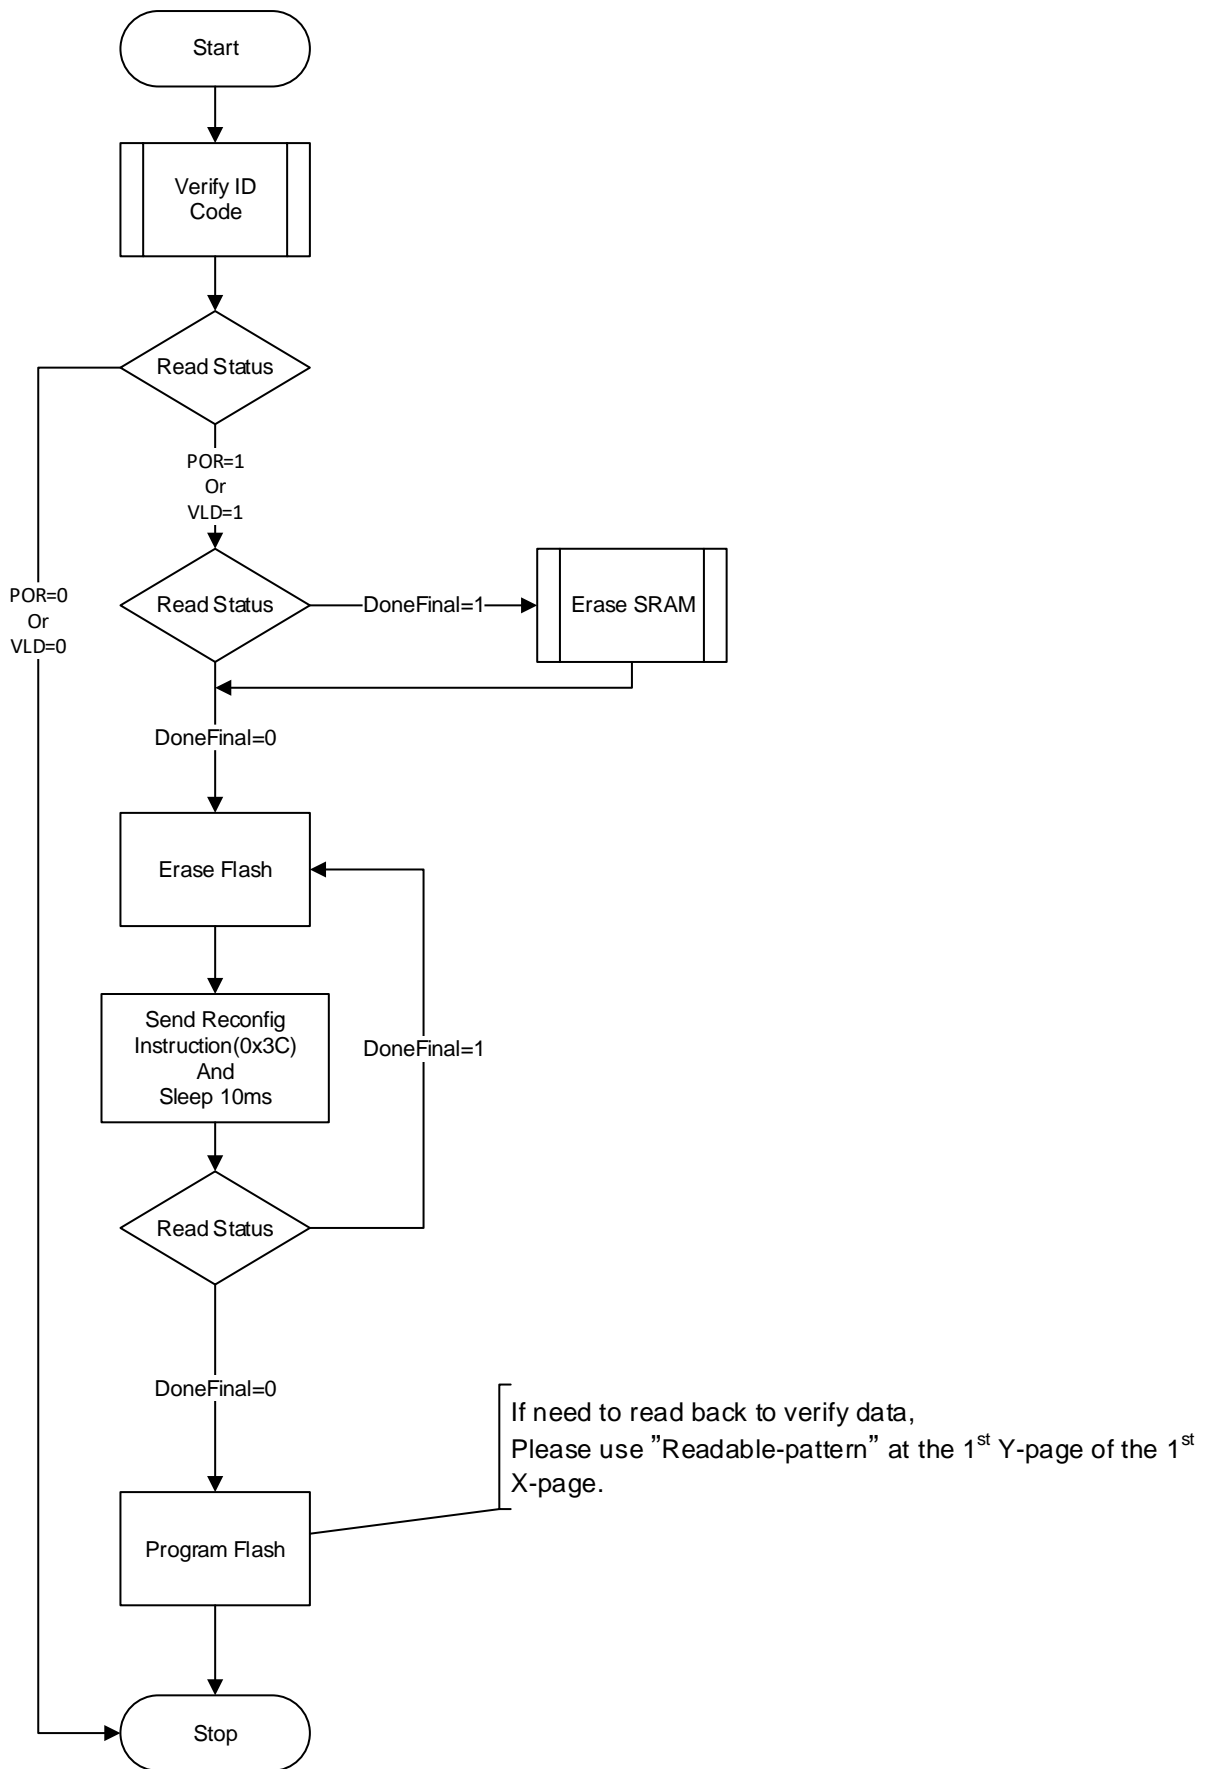 Start
Verify ID
Code
Read Status
POR=1
Or
VLD=1
POR=0
Or
VLD=0
Read Status
DoneFinal=1
Erase SRAM
DoneFinal=0
Erase Flash
Send Reconfig
Instruction(0x3C)
And
Sleep 10ms
DoneFinal=1
Read Status
DoneFinal=0
If need to read back to verify data,
Please use ”Readable-pattern” at the 1st Y-page of the 1st
X-page.
Program Flash
Stop